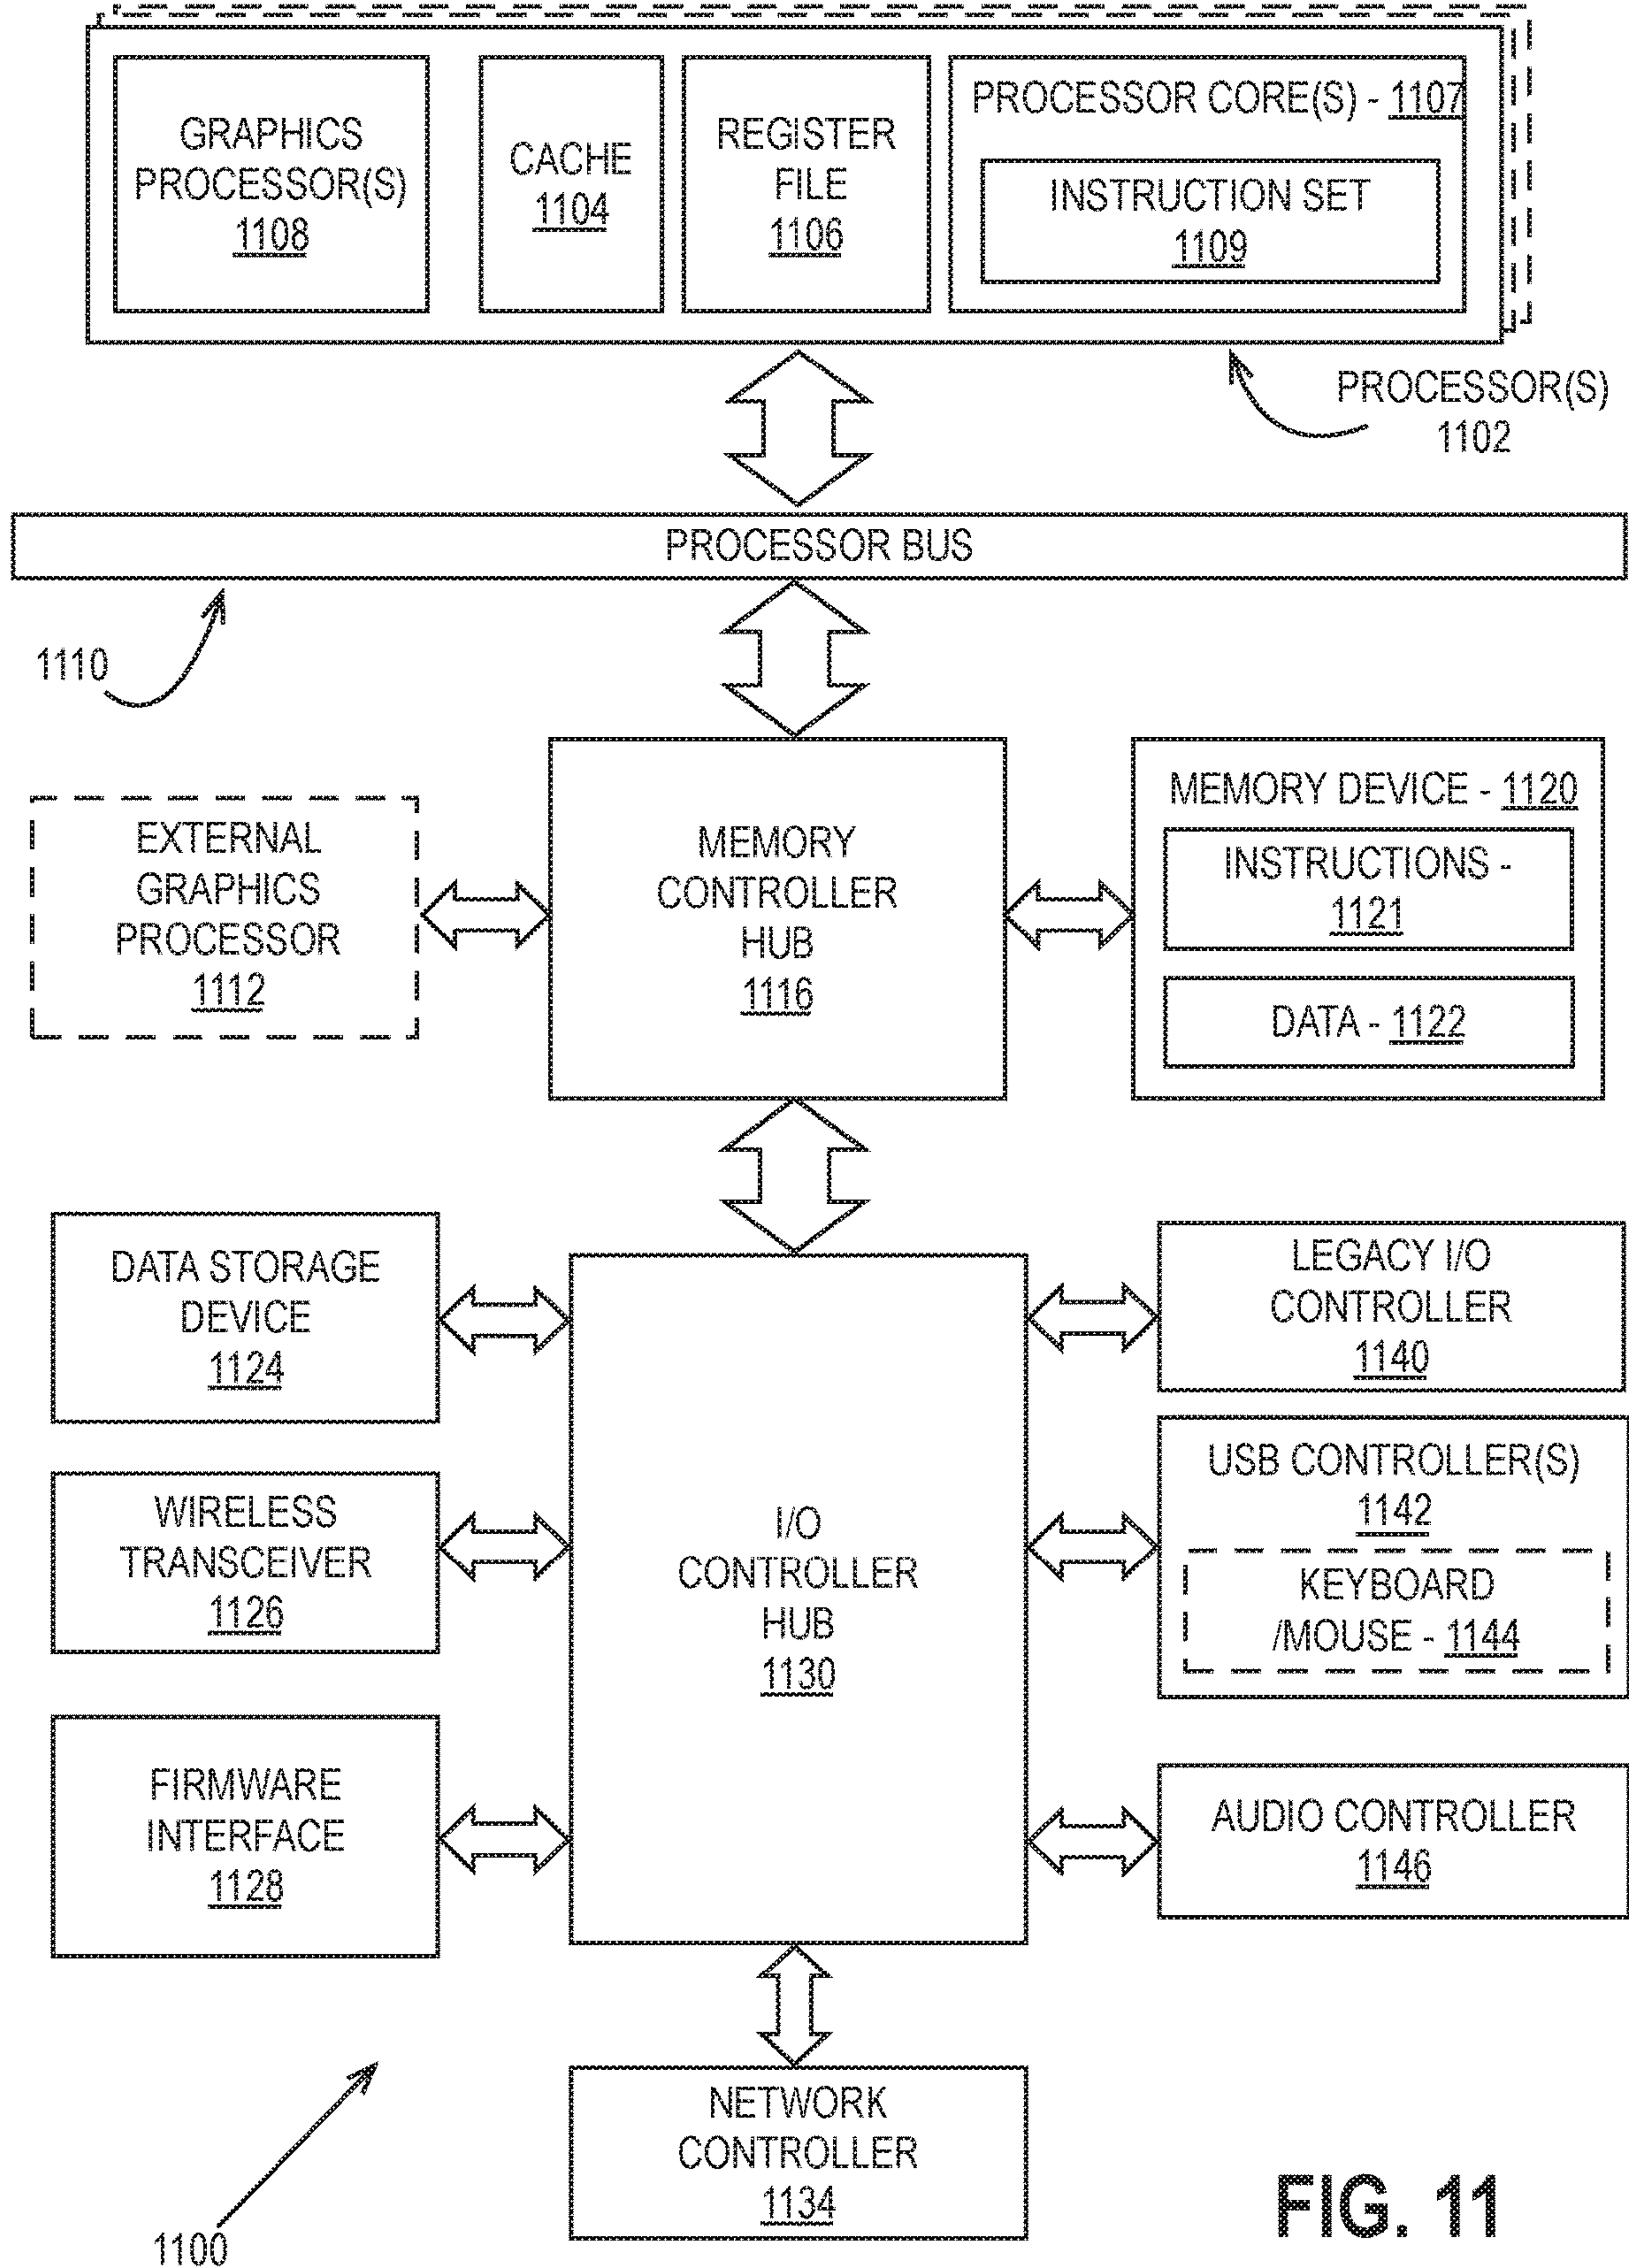 GRAPHICS
PROCESSOR(S)
1108
CACHE
1104
REGISTER
FILE
1106
PROCESSOR CORE(S) - 1107
INSTRUCTION SET
1109
PROCESSOR(S)
1102
PROCESSOR BUS
1110
EXTERNAL
GRAPHICS
PROCESSOR
1112
MEMORY
CONTROLLER
HUB
1116
MEMORY DEVICE - 1120
INSTRUCTIONS -
1121
DATA - 1122
DATA STORAGE
DEVICE
1124
WIRELESS
TRANSCEIVER
1126
FIRMWARE
INTERFACE
1128
I/O
CONTROLLER
HUB
1130
LEGACY I/O
CONTROLLER
1140
USB CONTROLLER(S)
1142
KEYBOARD
/MOUSE - 1144
AUDIO CONTROLLER
1146
NETWORK
CONTROLLER
1134
1100
FIG. 11